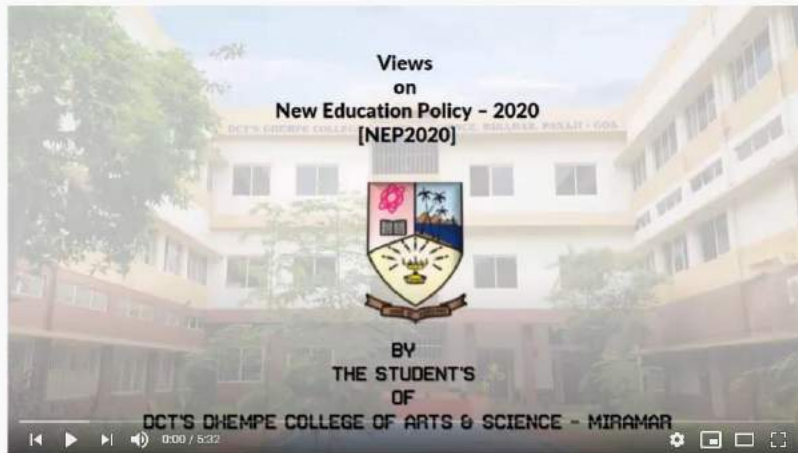 Views
on
New Education Policy – 2020
[NEP2020]
BY
THE STUDENT'S
OF
DCT'S DHEMPE COLLEGE OF ARTS & SCIENCE - MIRAMAR
0:00 / 5:32